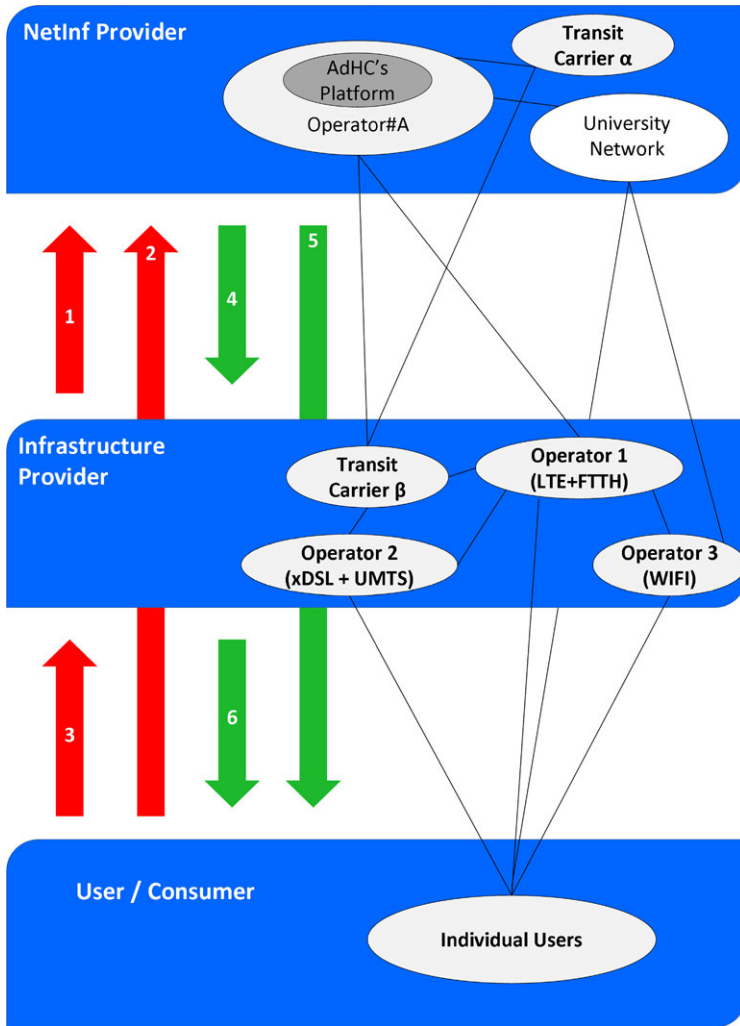 NetInf Provider
Transit
Carrier α
AdHC's
Platform
Operator#A
University
Network
1
2
4
5
Infrastructure
Provider
Transit
Carrier β
Operator 1
(LTE+FTTH)
Operator 2
(xDSL + UMTS)
Operator 3
(WIFI)
3
6
User / Consumer
Individual Users